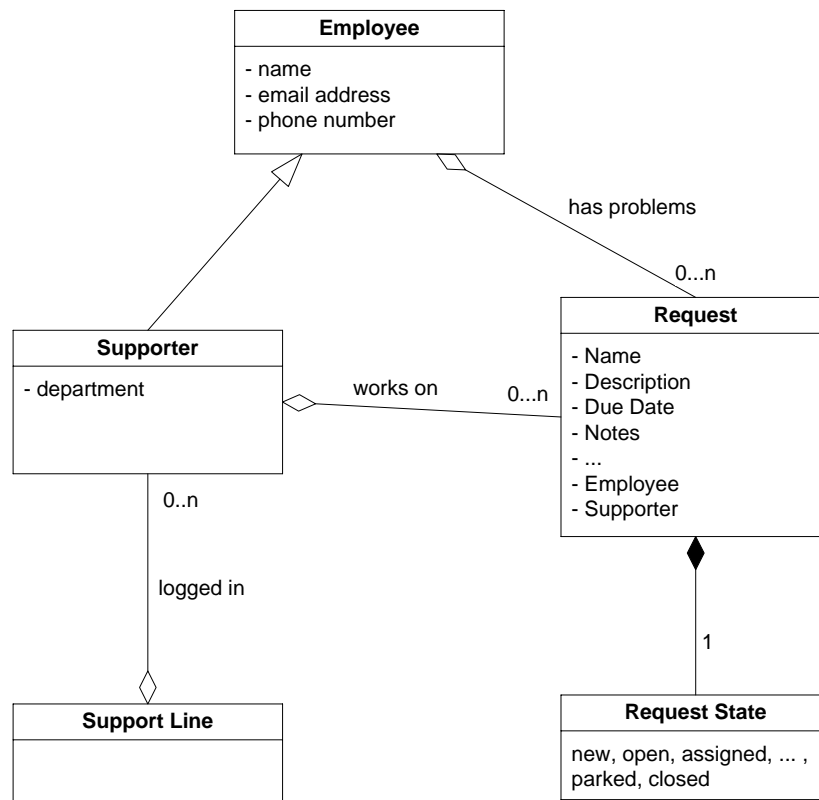 Employee
- name
- email address
- phone number
has problems
0...n
Request
- Name
- Description
- Due Date
- Notes
- ...
- Employee
- Supporter
Supporter
- department
works on
0...n
0..n
logged in
1
Support Line
Request State
new, open, assigned, ... ,
parked, closed